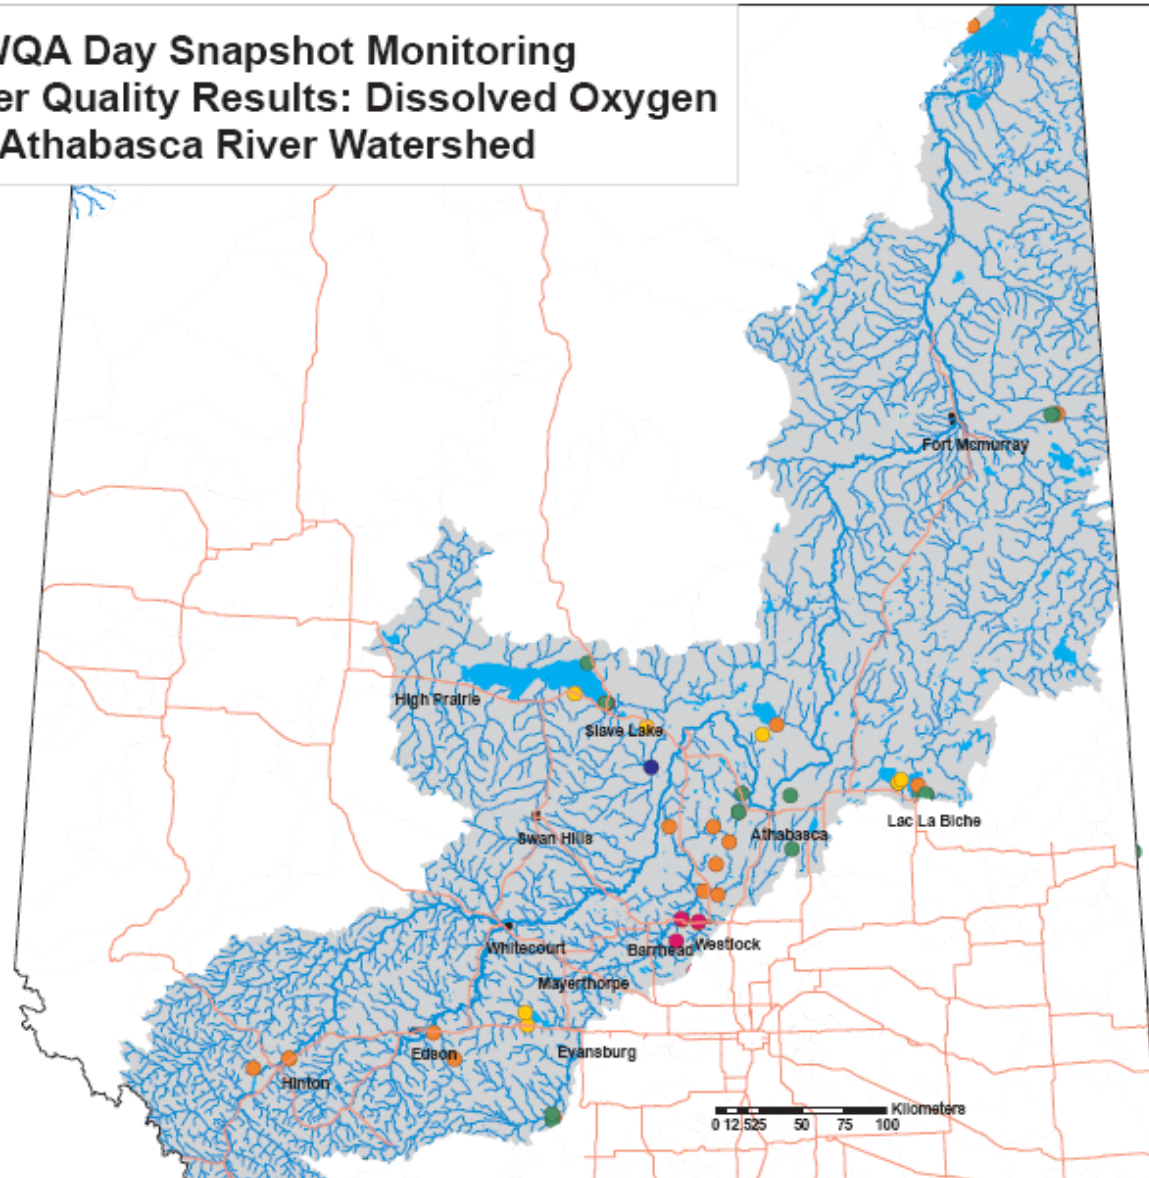 WQA Day Snapshot Monitoring
er Quality Results: Dissolved Oxygen
Athabasca River Watershed
Fort Mcmurray
High Prairie
Slave Lake
Swan Hills
Athabasca
Lac La Biche
Whitecourt
Barrhead
Westlock
Mayerthorpe
Edson
Evansburg
Hinton
Kilometers
0 12.525 50 75 100